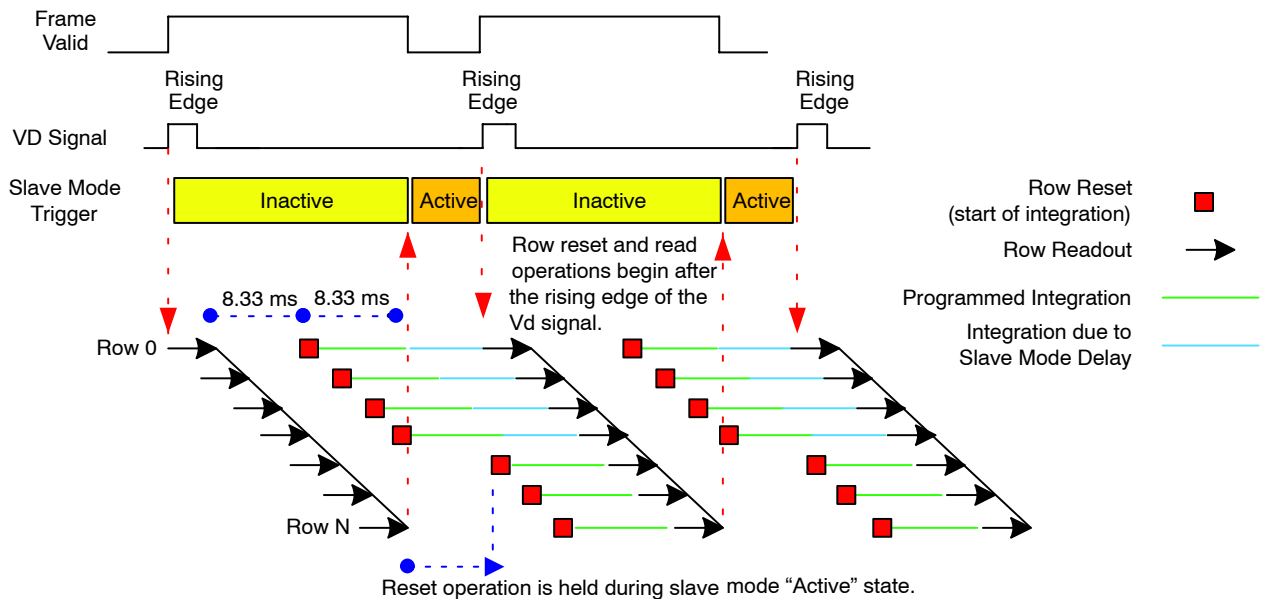 Frame
Valid
Rising
Edge
Rising
Edge
Rising
Edge
VD Signal
Slave Mode
Trigger
Inactive
Active
Inactive
Active
Row Reset
(start of integration)
Row Readout
Programmed Integration
Integration due to
Slave Mode Delay
Row reset and read
operations begin after
the rising edge of the
Vd signal.
8.33 ms
8.33 ms
Row 0
Row N
Reset operation is held during slave mode “Active” state.